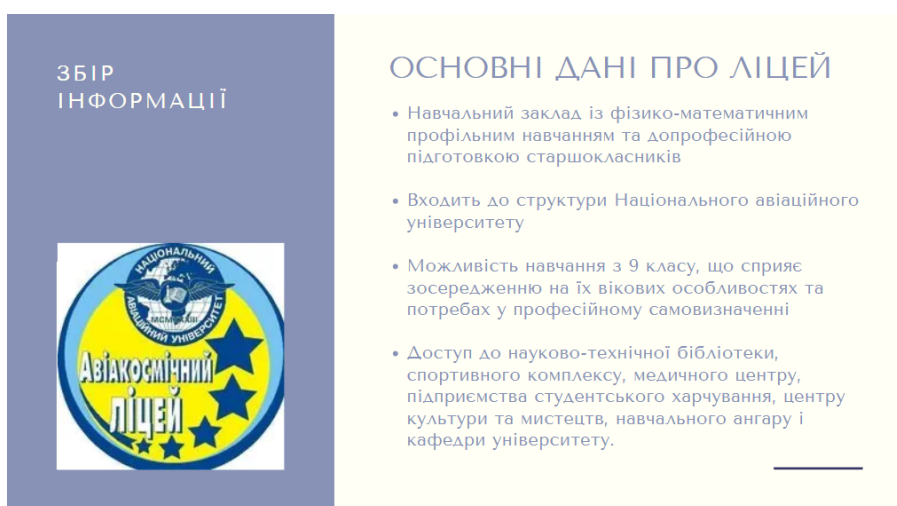 ЗБІР
ІНФОРМАЦІЇ
НАЦІОНАЛЬНИЙ
АВІАЦІЙНИЙ УНІВЕРСИТЕТ
Авіакосмічний
ліцей
ОСНОВНІ ДАНІ ПРО ЛІЦЕЙ
• Навчальний заклад із фізико-математичним
профільним навчанням та допрофесійною
підготовкою старшокласників
• Входить до структури Національного авіаційного
університету
• Можливість навчання з 9 класу, що сприяє
зосередженню на їх вікових особливостях та
потребах у професійному самовизначенні
• Доступ до науково-технічної бібліотеки,
спортивного комплексу, медичного центру,
підприємства студентського харчування, центру
культури та мистецтв, навчального ангару і
кафедри університету.